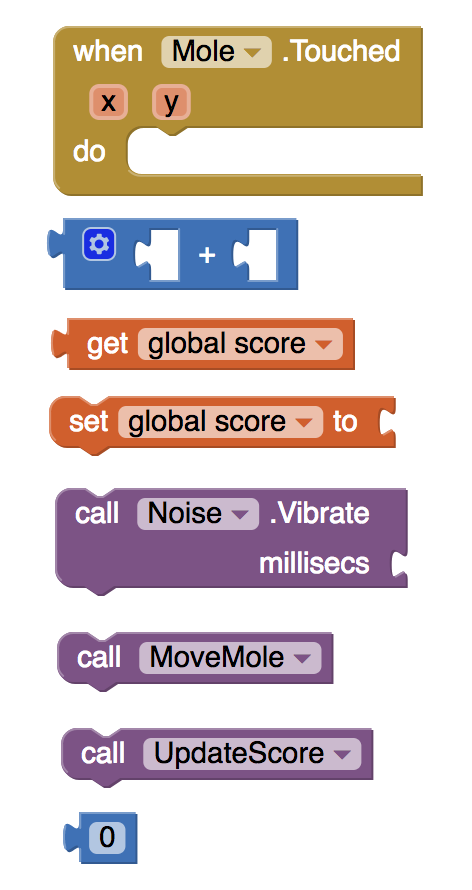 when Mole .Touched
x y
do
+
get global score
set global score to
call Noise .Vibrate
millisecs
call MoveMole
call UpdateScore
0